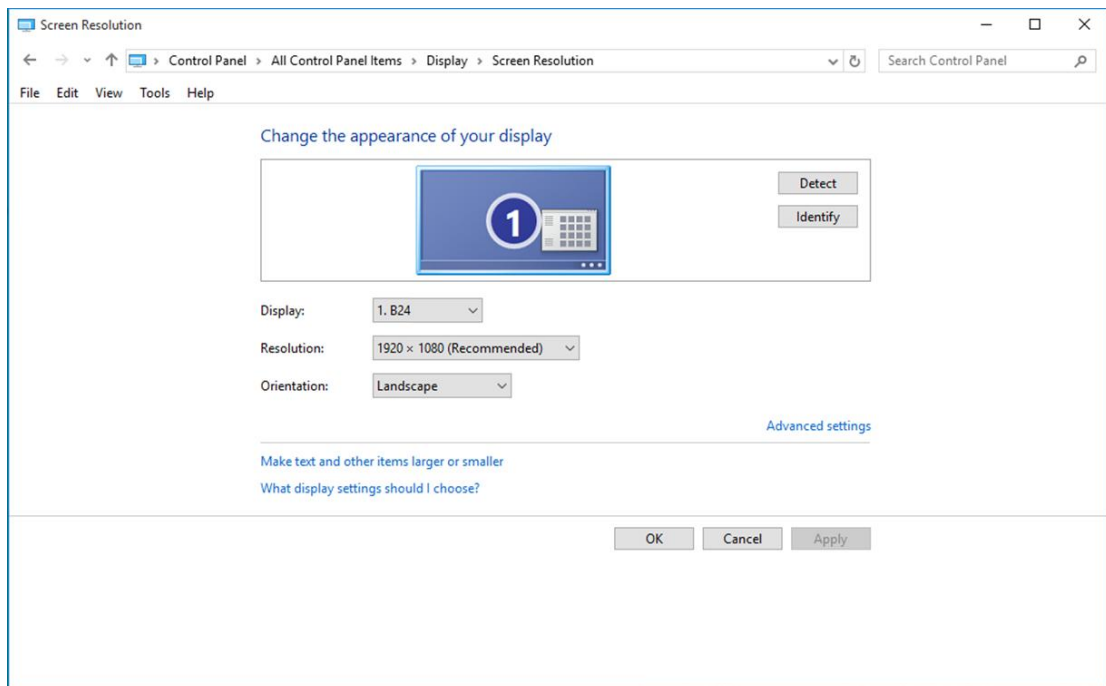 Screen Resolution
Control Panel > All Control Panel Items > Display > Screen Resolution
Search Control Panel
File Edit View Tools Help
Change the appearance of your display
1
Detect
Identify
Display: 1. B24
Resolution: 1920 × 1080 (Recommended)
Orientation: Landscape
Advanced settings
Make text and other items larger or smaller
What display settings should I choose?
OK Cancel Apply